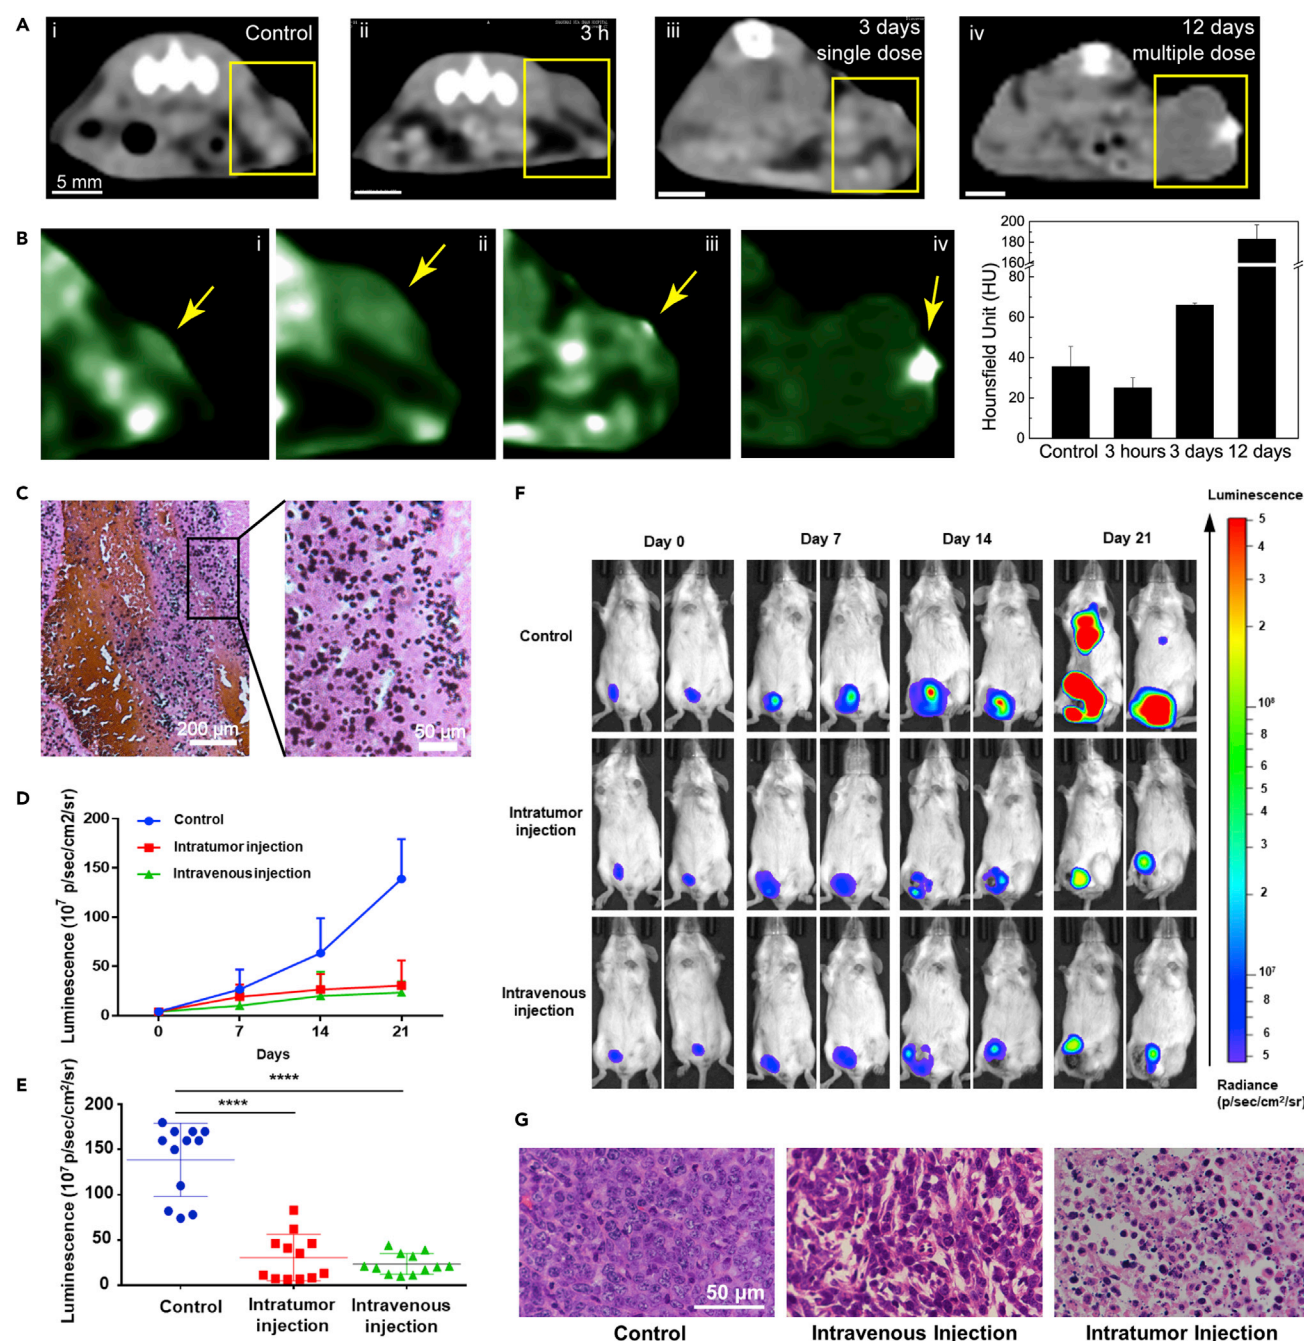 A
i
Control
5 mm
ii
3 h
iii
3 days
single dose
iv
12 days
multiple dose
B
i
ii
iii
iv
Hounsfield Unit (HU)
200
180
160
80
60
40
20
0
Control 3 hours 3 days 12 days
C
200 µm
50 µm
D
Luminescence (10⁷ p/sec/cm2/sr)
200
150
100
50
0
Control
Intratumor injection
Intravenous injection
0 7 14 21
Days
E
Luminescence (10⁷ p/sec/cm²/sr)
200
150
100
50
0
****
****
Control
Intratumor
injection
Intravenous
injection
F
Day 0 Day 7 Day 14 Day 21
Control
Intratumor
injection
Intravenous
injection
Luminescence
5
4
3
2
10⁸
8
6
5
4
3
2
10⁷
8
6
5
Radiance
(p/sec/cm²/sr)
G
50 µm
Control
Intravenous Injection
Intratumor Injection